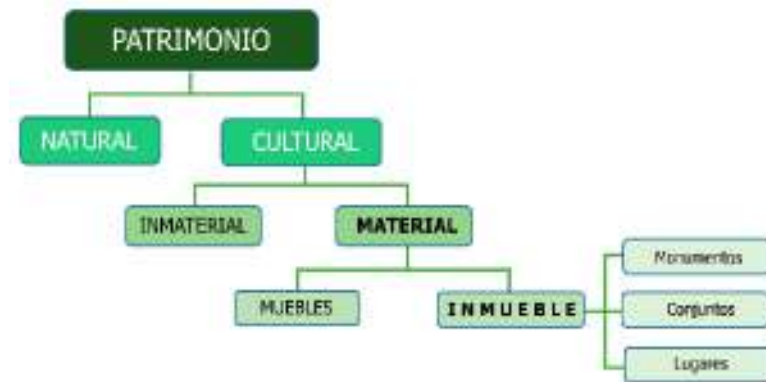 PATRIMONIO
NATURAL
CULTURAL
INMATERIAL
MATERIAL
MUEBLES
INMUEBLE
Monumentos
Conjuntos
Lugares